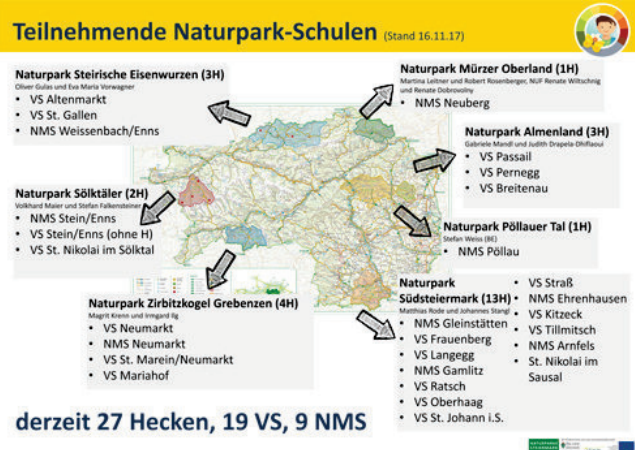 Teilnehmende Naturpark-Schulen (Stand 16.11.17)
Naturpark Steirische Eisenwurzen (3H)
Oliver Gulas und Eva Maria Vorwagner
• VS Altenmarkt
• VS St. Gallen
• NMS Weissenbach/Enns
Naturpark Mürzer Oberland (1H)
Martina Leitner und Robert Rosenberger, NUF Renate Wiltschnig
und Renate Dobrovolny
• NMS Neuberg
Naturpark Almenland (3H)
Gabriele Mandl und Judith Drapela-Dhiflaoui
• VS Passail
• VS Pernegg
• VS Breitenau
Naturpark Sölktäler (2H)
Volkhard Maier und Stefan Falkensteiner
• NMS Stein/Enns
• VS Stein/Enns (ohne H)
• VS St. Nikolai im Sölktal
Naturpark Pöllauer Tal (1H)
Stefan Weiss (BE)
• NMS Pöllau
Naturpark Zirbitzkogel Grebenzen (4H)
Magrit Krenn und Irmgard Ilg
• VS Neumarkt
• NMS Neumarkt
• VS St. Marein/Neumarkt
• VS Mariahof
Naturpark
Südsteiermark (13H)
Matthias Rode und Johannes Stangl
• NMS Gleinstätten
• VS Frauenberg
• VS Langegg
• NMS Gamlitz
• VS Ratsch
• VS Oberhaag
• VS St. Johann i.S.
• VS Straß
• NMS Ehrenhausen
• VS Kitzeck
• VS Tillmitsch
• NMS Arnfels
• St. Nikolai im
Sausal
derzeit 27 Hecken, 19 VS, 9 NMS